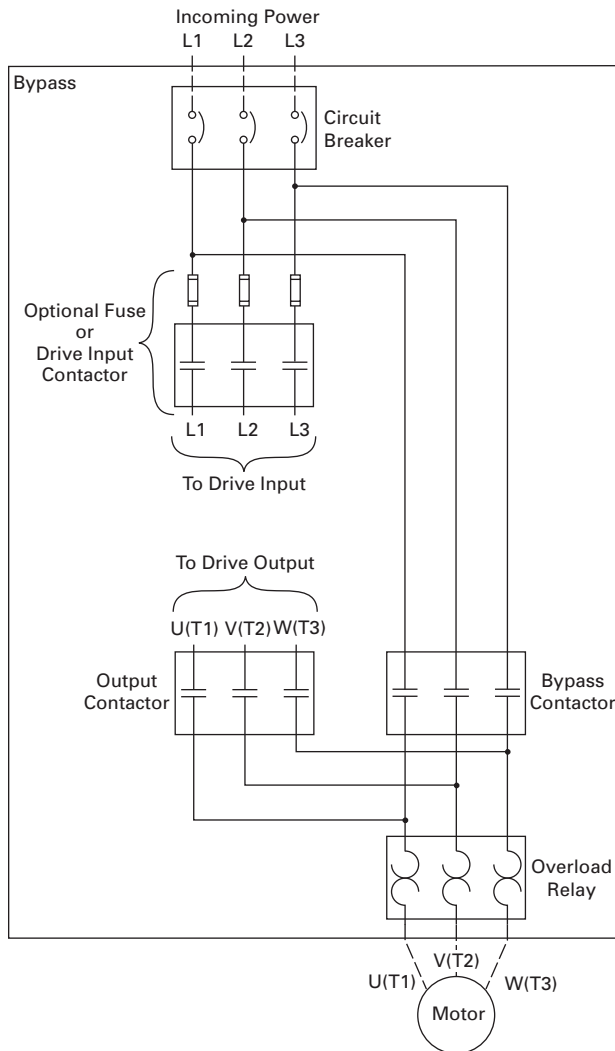 Incoming Power
L1 L2 L3
Bypass
Circuit
Breaker
Optional Fuse
or
Drive Input
Contactor
L1 L2 L3
To Drive Input
To Drive Output
U(T1) V(T2) W(T3)
Output
Contactor
Bypass
Contactor
Overload
Relay
V(T2)
U(T1) W(T3)
Motor